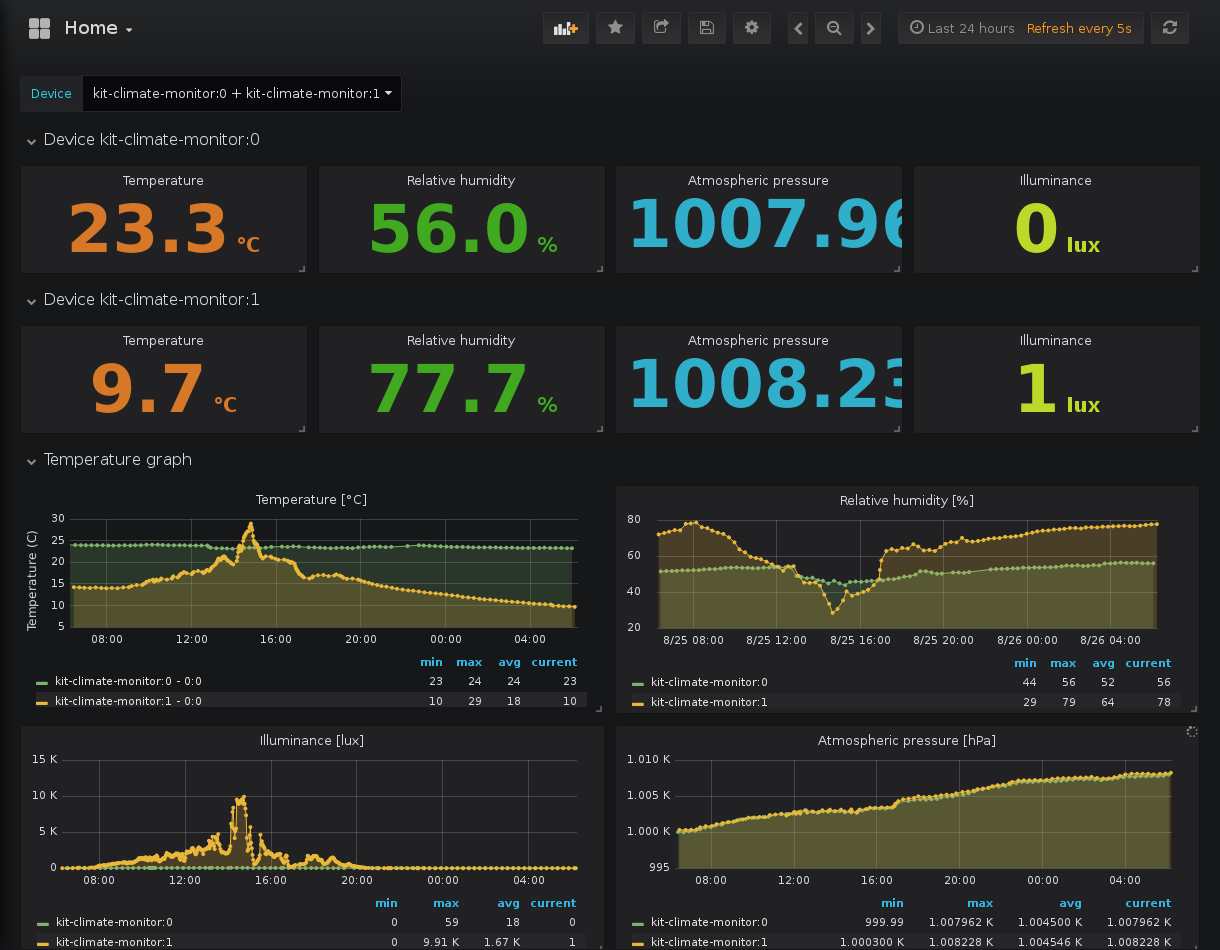 Home
Last 24 hours Refresh every 5s
Device kit-climate-monitor:0 + kit-climate-monitor:1
Device kit-climate-monitor:0
Temperature Relative humidity Atmospheric pressure Illuminance
23.3 °C 56.0 % 1007.96 0 lux
Device kit-climate-monitor:1
Temperature Relative humidity Atmospheric pressure Illuminance
9.7 °C 77.7 % 1008.23 1 lux
Temperature graph
Temperature [°C]
Temperature (C)
30
25
20
15
10
5
08:00 12:00 16:00 20:00 00:00 04:00
min max avg current
kit-climate-monitor:0 - 0:0 23 24 24 23
kit-climate-monitor:1 - 0:0 10 29 18 10
Relative humidity [%]
80
60
40
20
8/25 08:00 8/25 12:00 8/25 16:00 8/25 20:00 8/26 00:00 8/26 04:00
min max avg current
kit-climate-monitor:0 44 56 52 56
kit-climate-monitor:1 29 79 64 78
Illuminance [lux]
15 K
10 K
5 K
0
08:00 12:00 16:00 20:00 00:00 04:00
min max avg current
kit-climate-monitor:0 0 59 18 0
kit-climate-monitor:1 0 9.91 K 1.67 K 1
Atmospheric pressure [hPa]
1.010 K
1.005 K
1.000 K
995
08:00 12:00 16:00 20:00 00:00 04:00
min max avg current
kit-climate-monitor:0 999.99 1.007962 K 1.004500 K 1.007962 K
kit-climate-monitor:1 1.000300 K 1.008228 K 1.004546 K 1.008228 K